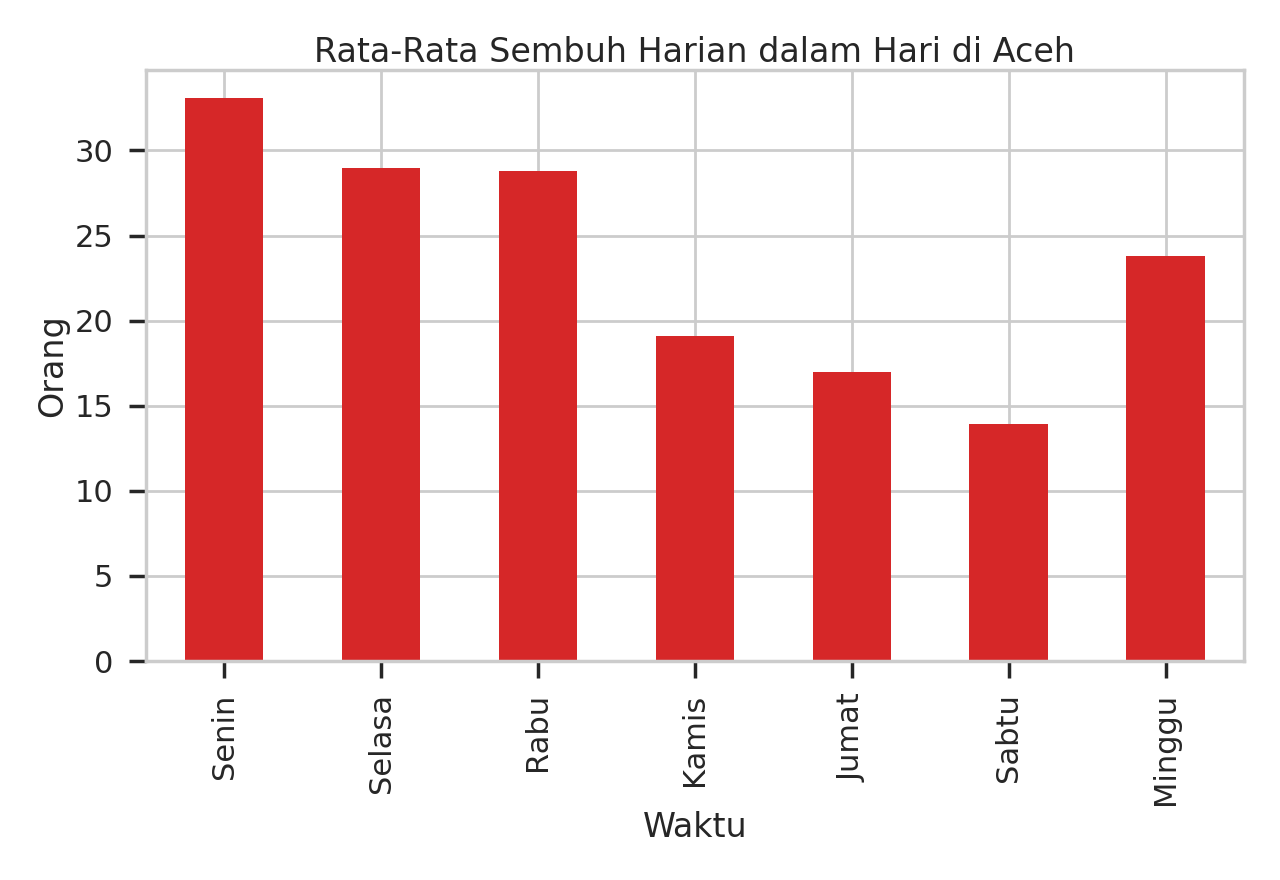 Rata-Rata Sembuh Harian dalam Hari di Aceh
Orang
30
25
20
15
10
5
0
Senin
Selasa
Rabu
Kamis
Jumat
Sabtu
Minggu
Waktu